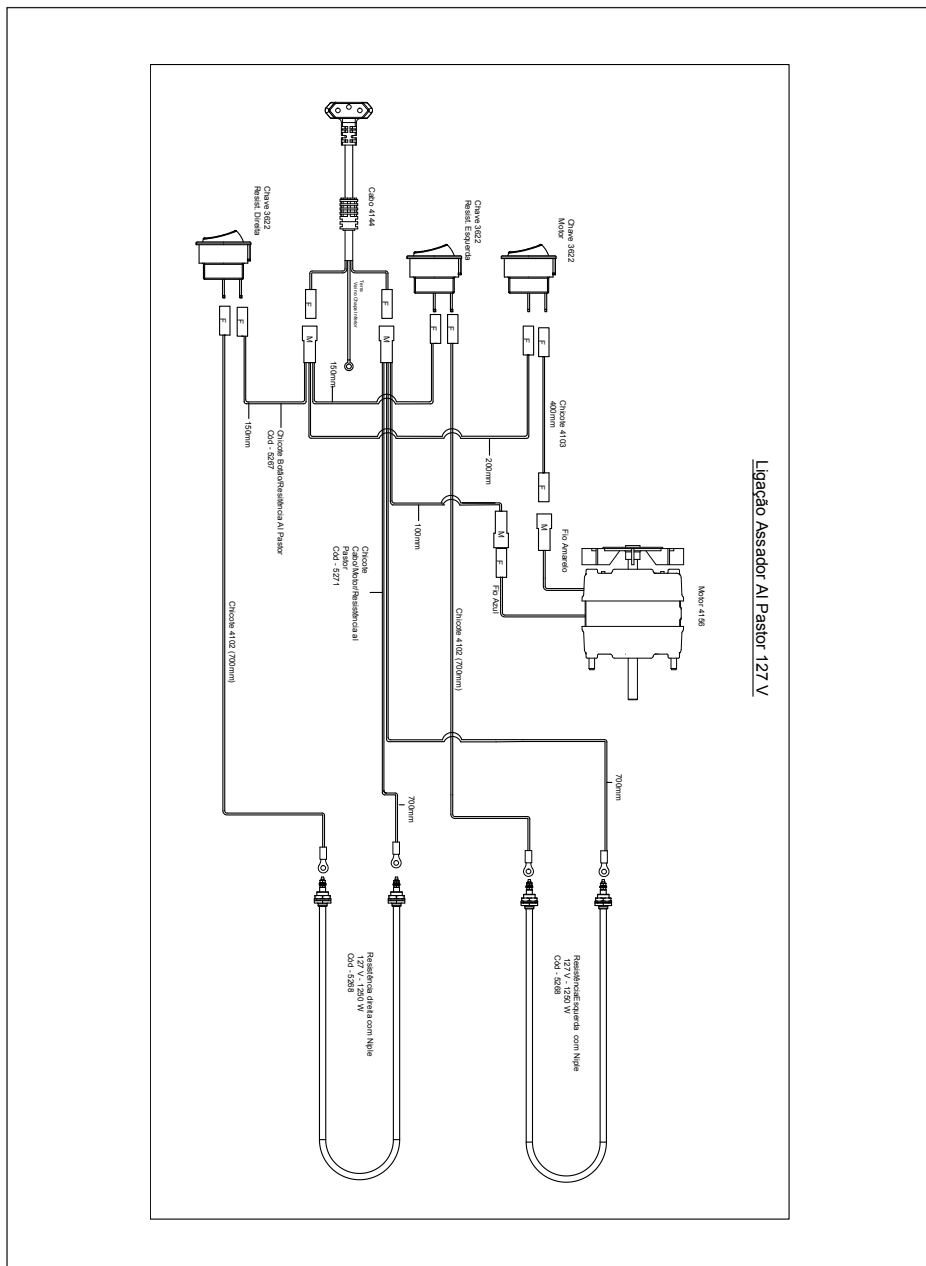 Ligação Assador Al Pastor 127 V
Motor 4156
Fio Amarelo
Fio Azul
Chave 3622
Motor
Chicote 4103
400mm
F
F
F
M
M
F
200mm
100mm
700mm
Chave 3622
Resist. Esquerda
F
F
Chicote 4102 (700mm)
Resistência Esquerda com Niple
127 V - 1250 W
Cód - 5268
Cabo 4144
Terra
F
F
M
M
150mm
Chicote
Cabo/Motor/Resistência al
Pastor
Cód - 5271
700mm
Resistência direita com Niple
127 V - 1250 W
Cód - 5268
Chave 3622
Resist. Direita
F
F
150mm
Chicote Botão/Resitência Al Pastor
Cód - 5267
Chicote 4102 (700mm)